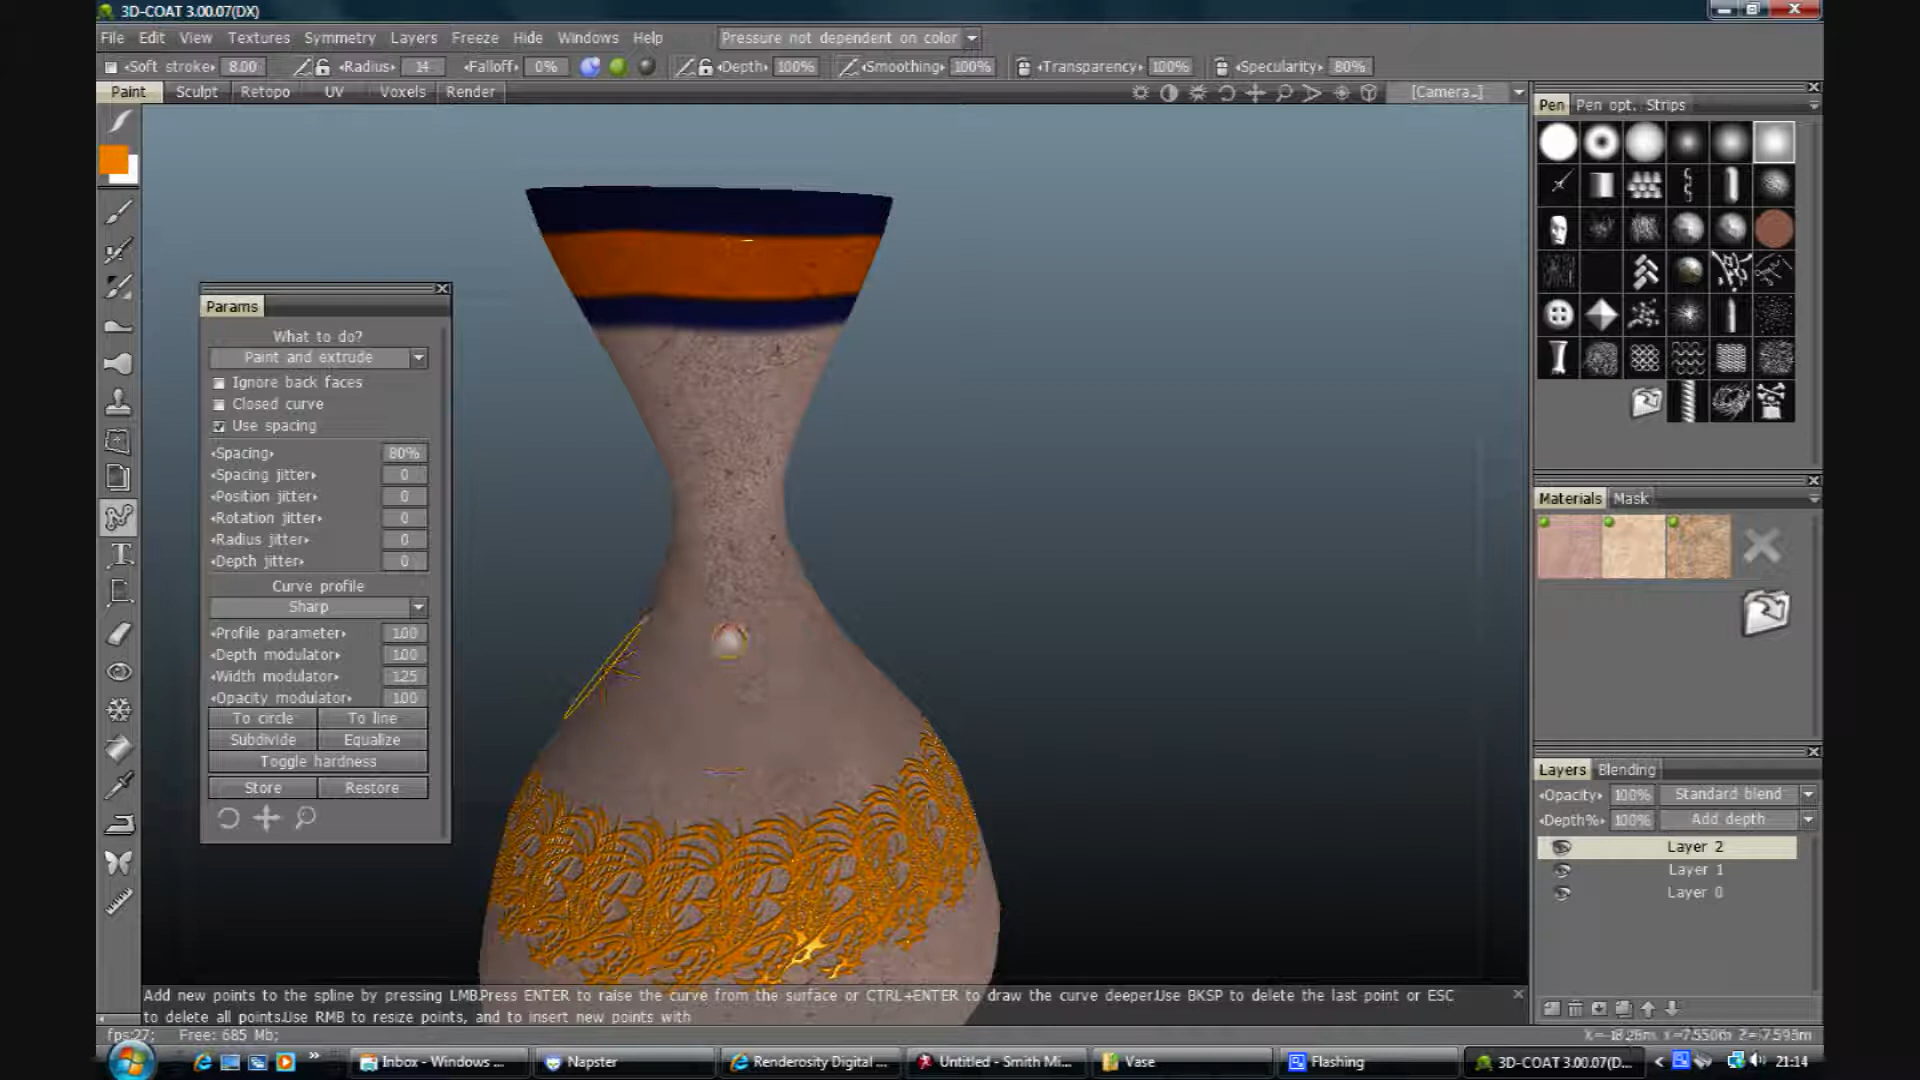 3D-COAT 3.00.07(DX)
File Edit View Textures Symmetry Layers Freeze Hide Windows Help Pressure not dependent on color
Soft stroke 8.00 Radius 14 Falloff 0% Depth 100% Smoothing 100% Transparency 100% Specularity 80%
Paint Sculpt Retopo UV Voxels Render [Camera_]
Pen Pen opt. Strips
Params
What to do?
Paint and extrude
Ignore back faces
Closed curve
Use spacing
Spacing 80%
Spacing jitter 0
Position jitter 0
Rotation jitter 0
Radius jitter 0
Depth jitter 0
Curve profile
Sharp
Profile parameter 1.00
Depth modulator 1.00
Width modulator 1.25
Opacity modulator 1.00
To circle To line
Subdivide Equalize
Toggle hardness
Store Restore
Materials Mask
Layers Blending
Opacity 100% Standard blend
Depth% 100% Add depth
Layer 2
Layer 1
Layer 0
Add new points to the spline by pressing LMB.Press ENTER to raise the curve from the surface or CTRL+ENTER to draw the curve deeper.Use BKSP to delete the last point or ESC
to delete all points.Use RMB to resize points, and to insert new points with
fps:27; Free: 685 Mb;
Inbox - Windows ... Napster Renderosity Digital ... Untitled - Smith Mi... Vase Flashing 3D-COAT 3.00.07(D... 21:14